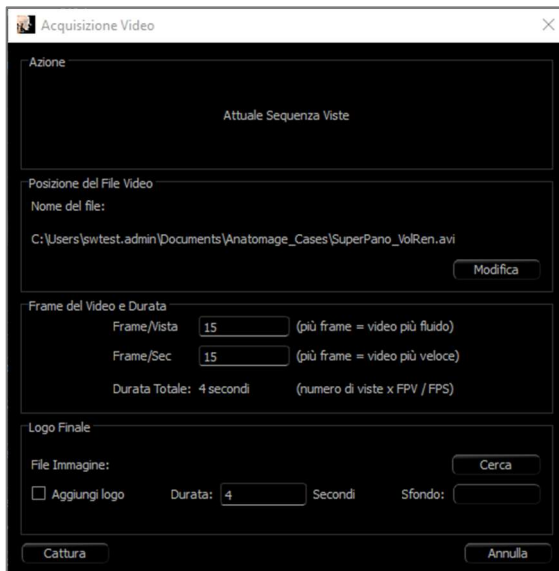 Acquisizione Video
Azione
Attuale Sequenza Viste
Posizione del File Video
Nome del file:
C:\Users\swtest.admin\Documents\Anatomage_Cases\SuperPano_VolRen.avi
Modifica
Frame del Video e Durata
Frame/Vista 15 (più frame = video più fluido)
Frame/Sec 15 (più frame = video più veloce)
Durata Totale: 4 secondi (numero di viste x FPV / FPS)
Logo Finale
File Immagine: Cerca
Aggiungi logo Durata: 4 Secondi Sfondo:
Cattura Annulla